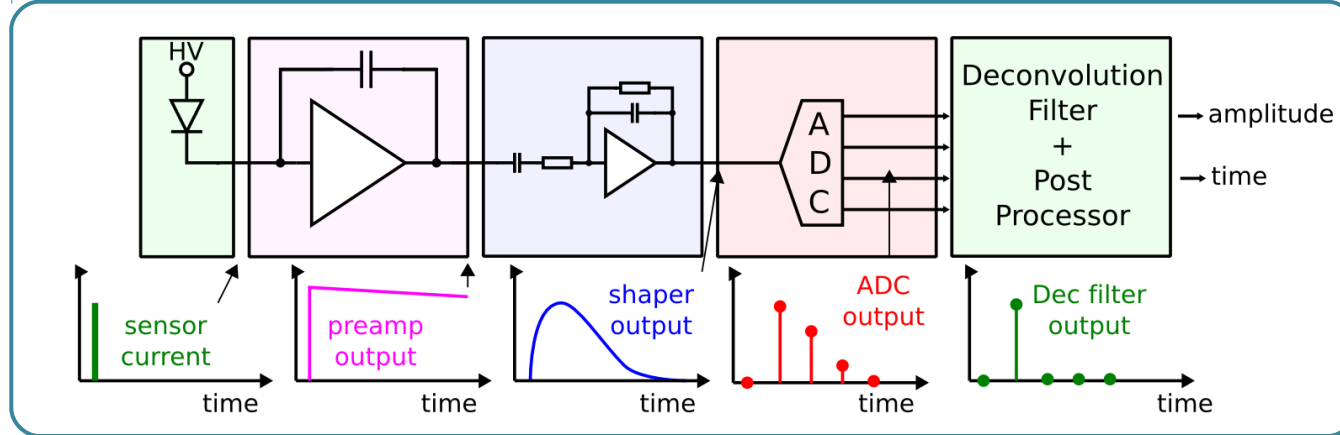 HV
A
D
C
Deconvolution
Filter
+
Post
Processor
amplitude
time
sensor
current
time
preamp
output
time
shaper
output
time
ADC
output
time
Dec filter
output
time